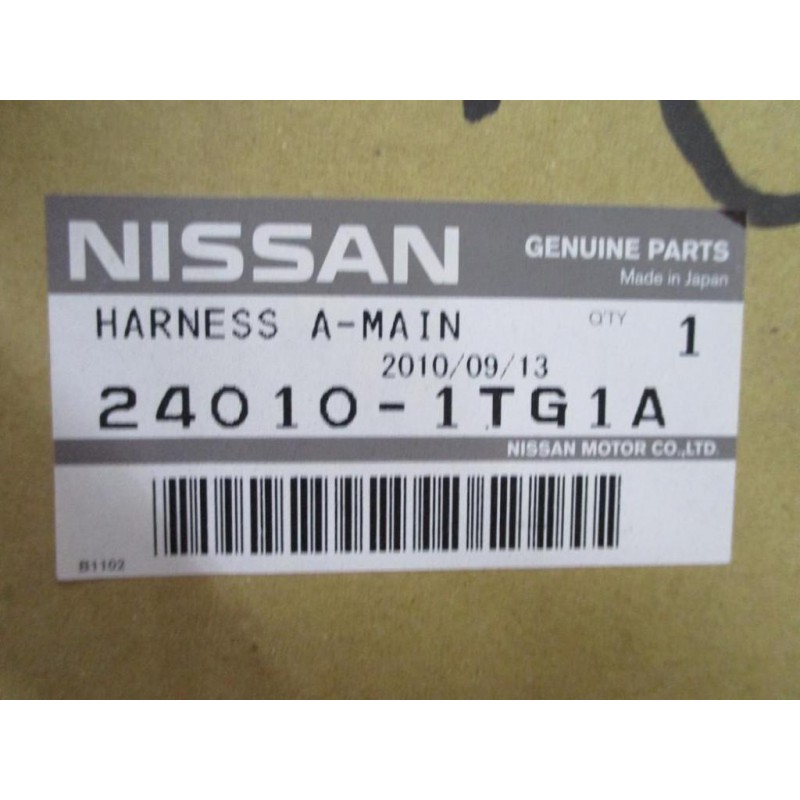 NISSAN
GENUINE PARTS
Made in Japan
HARNESS A-MAIN
Q'TY 1
2010/09/13
24010-1TG1A
NISSAN MOTOR CO.,LTD.
B1102